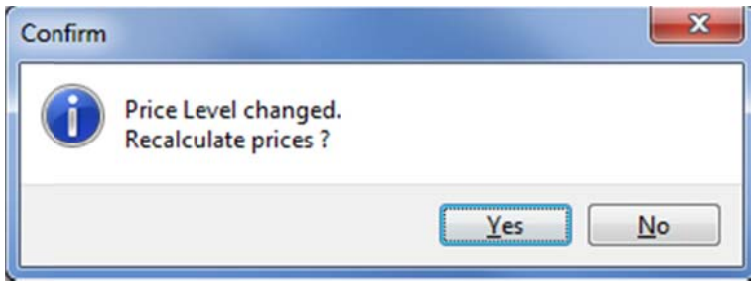 Confirm
Price Level changed.
Recalculate prices ?
Yes
No